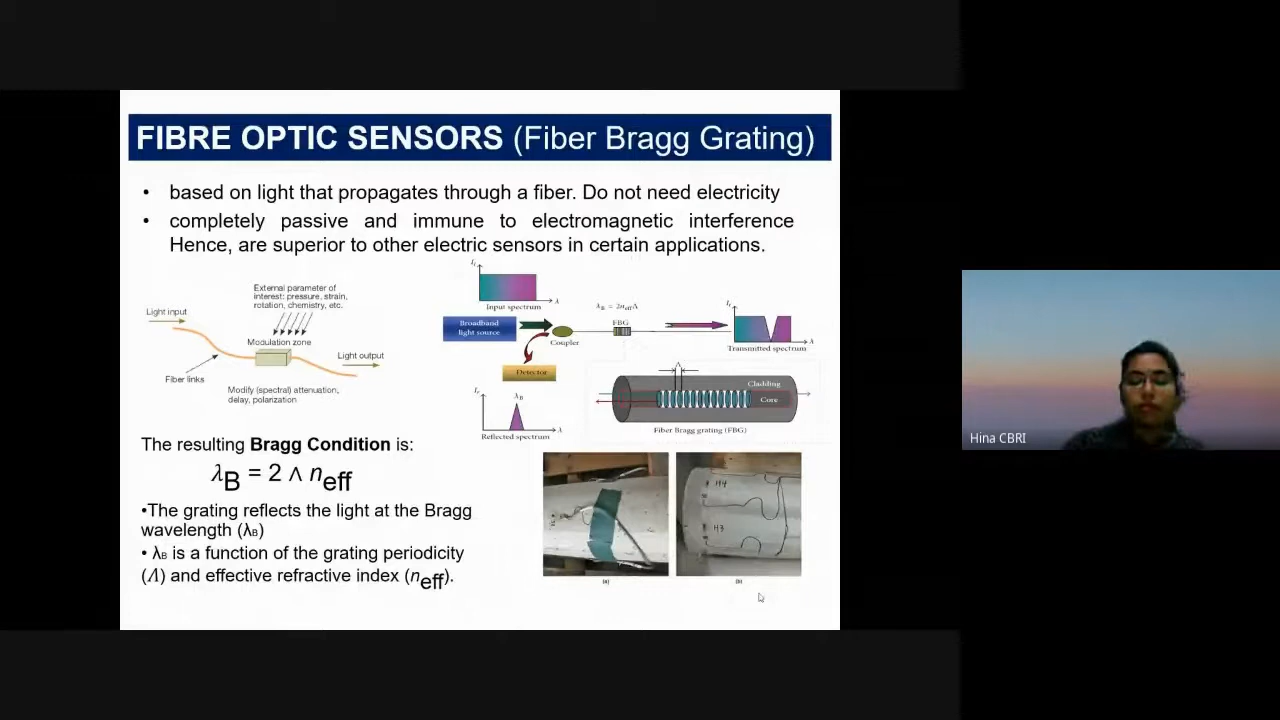 FIBRE OPTIC SENSORS (Fiber Bragg Grating)
• based on light that propagates through a fiber. Do not need electricity
• completely passive and immune to electromagnetic interference
Hence, are superior to other electric sensors in certain applications.
External parameter of
interest: pressure, strain,
rotation, chemistry, etc.
Light input
Modulation zone
Light output
Fiber links
Modify (spectral) attenuation,
delay, polarization
λ
Input spectrum
λB = 2neffΛ
Broadband
light source
FBG
Coupler
λ
Transmitted spectrum
Detector
Λ
Cladding
Core
λB
λ
Reflected spectrum
Fiber Bragg grating (FBG)
The resulting Bragg Condition is:
λB = 2 ∧ neff
•The grating reflects the light at the Bragg
wavelength (λB)
• λB is a function of the grating periodicity
(Λ) and effective refractive index (neff).
H4
H3
(a)
(b)
Hina CBRI